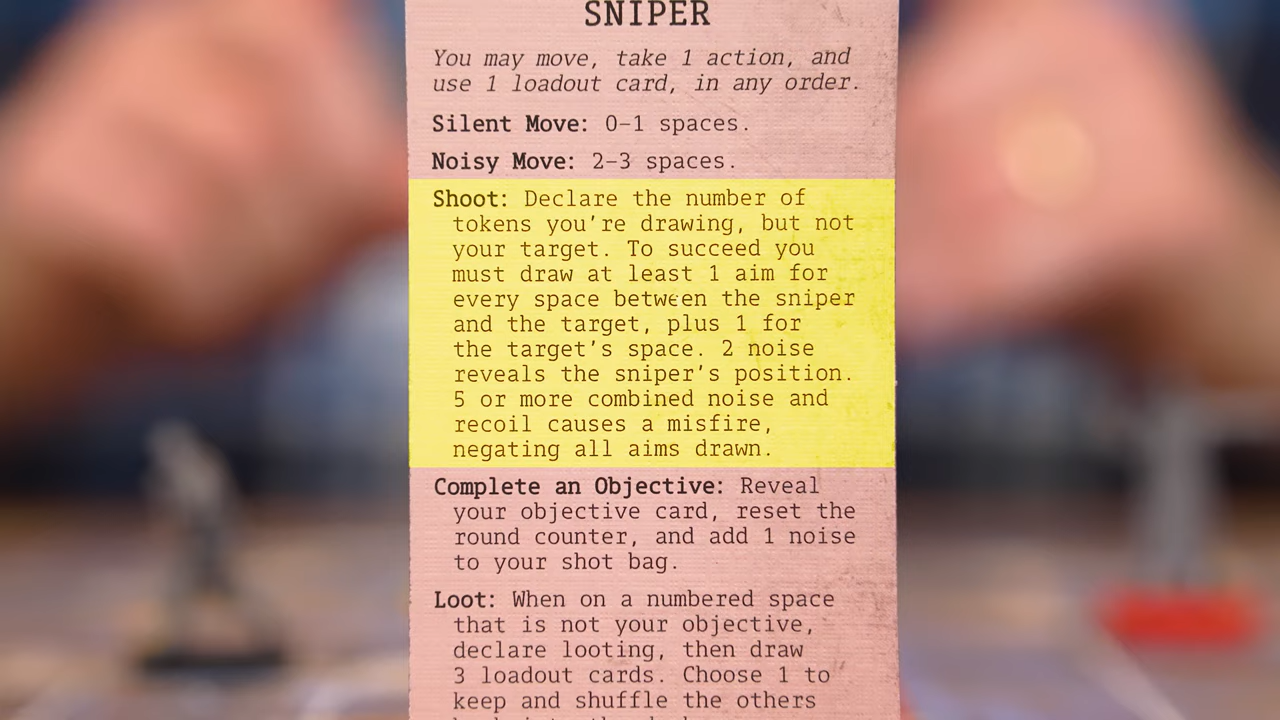 SNIPER
You may move, take 1 action, and
use 1 loadout card, in any order.
Silent Move: 0–1 spaces.
Noisy Move: 2–3 spaces.
Shoot: Declare the number of
tokens you’re drawing, but not
your target. To succeed you
must draw at least 1 aim for
every space between the sniper
and the target, plus 1 for
the target’s space. 2 noise
reveals the sniper’s position.
5 or more combined noise and
recoil causes a misfire,
negating all aims drawn.
Complete an Objective: Reveal
your objective card, reset the
round counter, and add 1 noise
to your shot bag.
Loot: When on a numbered space
that is not your objective,
declare looting, then draw
3 loadout cards. Choose 1 to
keep and shuffle the others